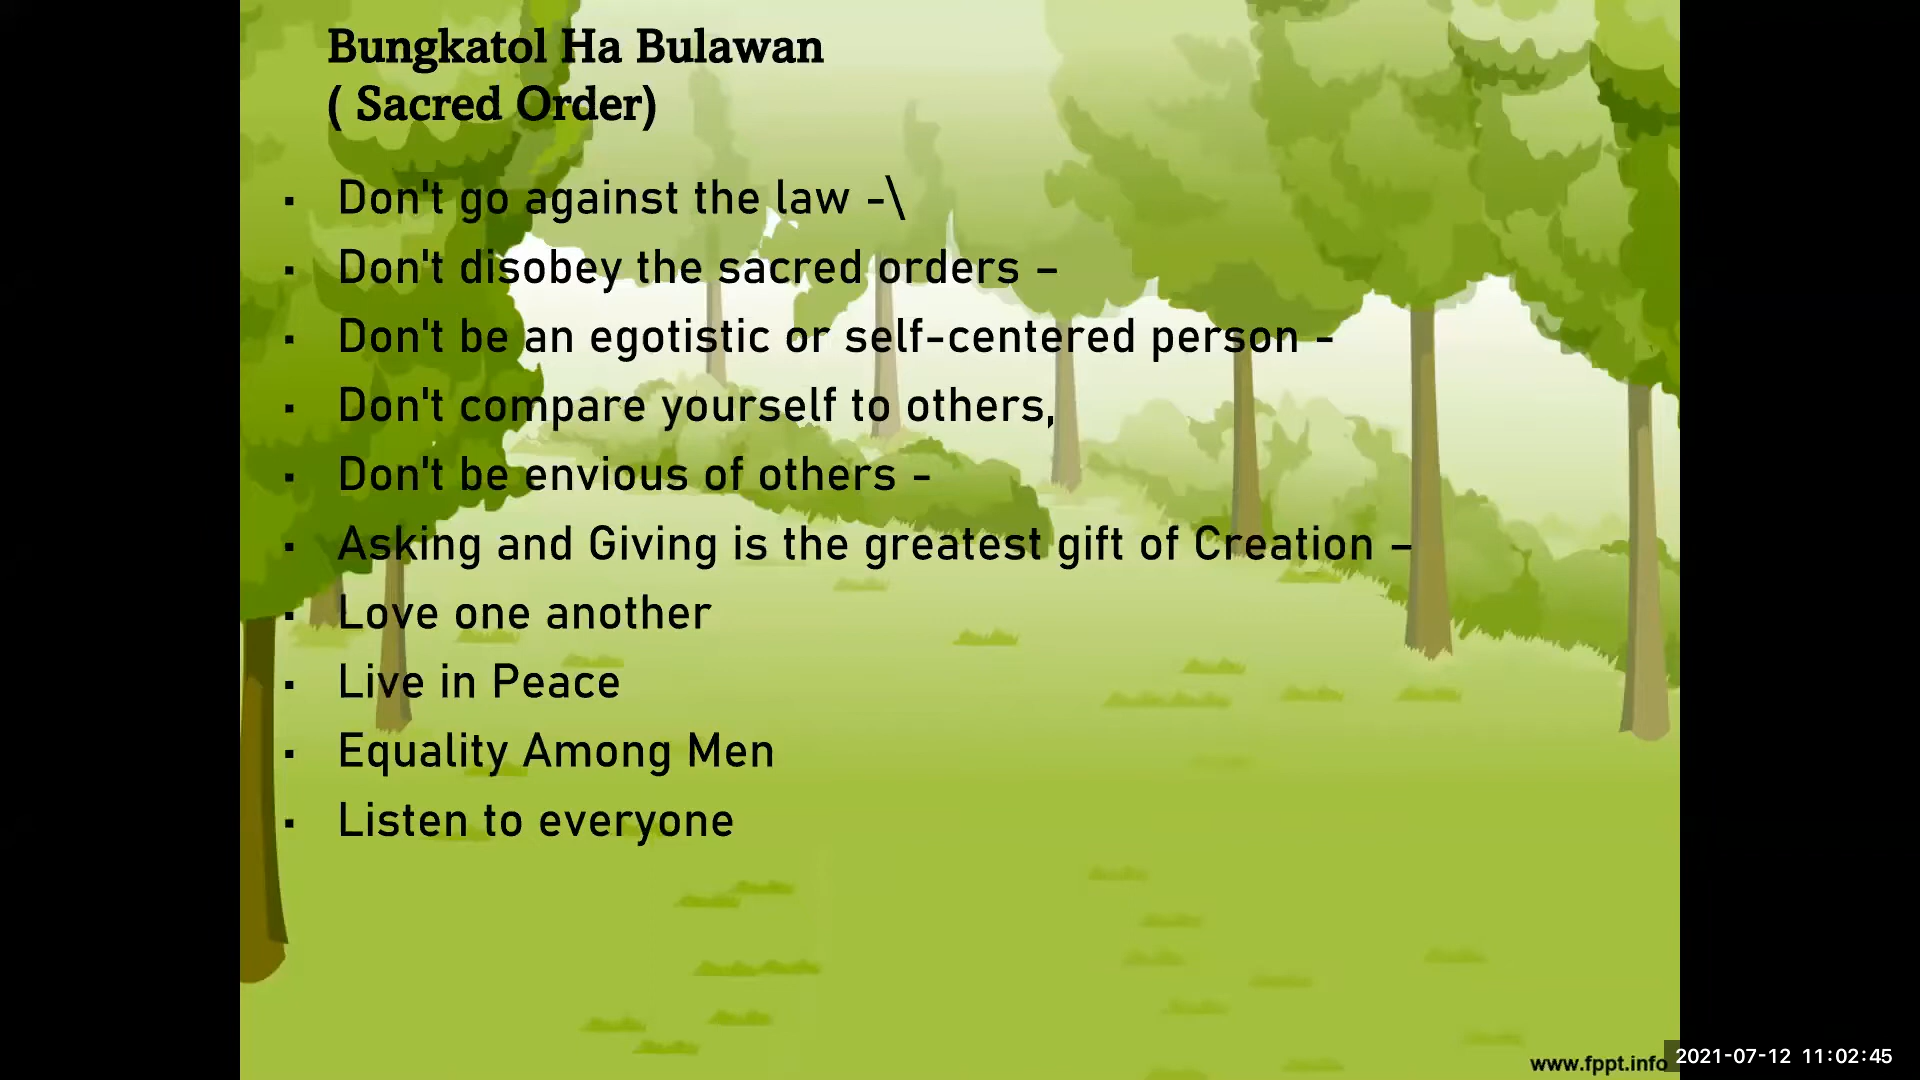 Bungkatol Ha Bulawan
( Sacred Order)
▪ Don't go against the law -\
▪ Don't disobey the sacred orders –
▪ Don't be an egotistic or self-centered person -
▪ Don't compare yourself to others,
▪ Don't be envious of others -
▪ Asking and Giving is the greatest gift of Creation –
▪ Love one another
▪ Live in Peace
▪ Equality Among Men
▪ Listen to everyone
www.fppt.info
2021-07-12 11:02:45